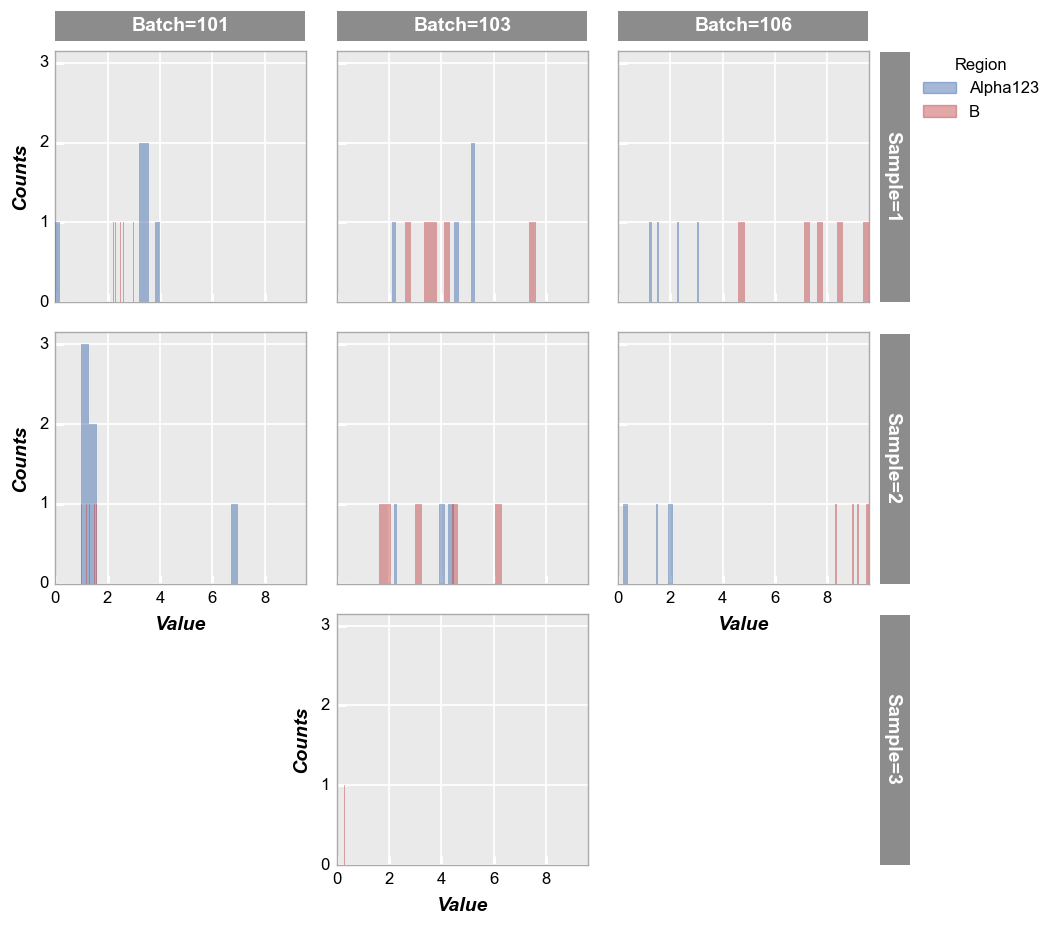 Batch=101
Batch=103
Batch=106
Region
Alpha123
B
3
2
1
0
Counts
Sample=1
3
2
1
0
Counts
0 2 4 6 8
Value
0 2 4 6 8
Value
Sample=2
3
2
1
0
Counts
0 2 4 6 8
Value
Sample=3